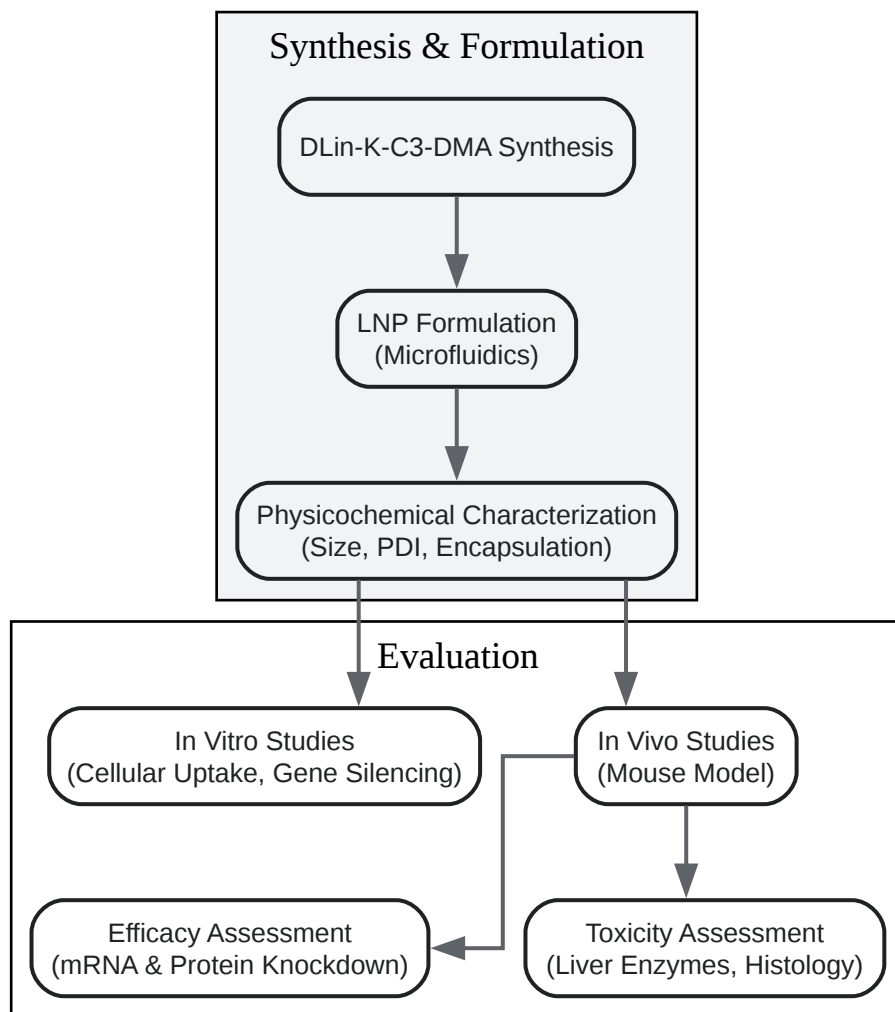 Synthesis & Formulation
DLin-K-C3-DMA Synthesis
LNP Formulation
(Microfluidics)
Physicochemical Characterization
(Size, PDI, Encapsulation)
Evaluation
In Vitro Studies
(Cellular Uptake, Gene Silencing)
In Vivo Studies
(Mouse Model)
Efficacy Assessment
(mRNA & Protein Knockdown)
Toxicity Assessment
(Liver Enzymes, Histology)